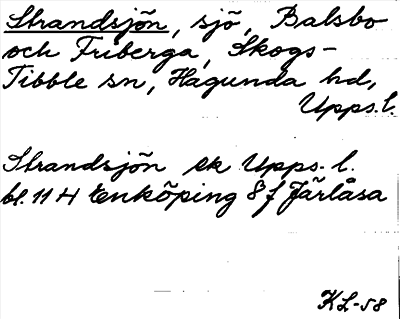 Strandsjön, sjö, Balsbo
och Friberga, Skogs-
Tibble sn, Hagunda hd,
Upps.l.
Strandsjön ek Upps. l.
bl. 11 H Enköping 8 f Järlåsa
KL-58